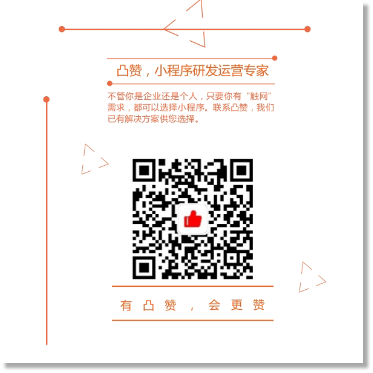 凸赞，小程序研发运营专家
不管你是企业还是个人，只要你有“触网”
需求，都可以选择小程序。联系凸赞，我们
已有解决方案供您选择。
有凸赞，会更赞